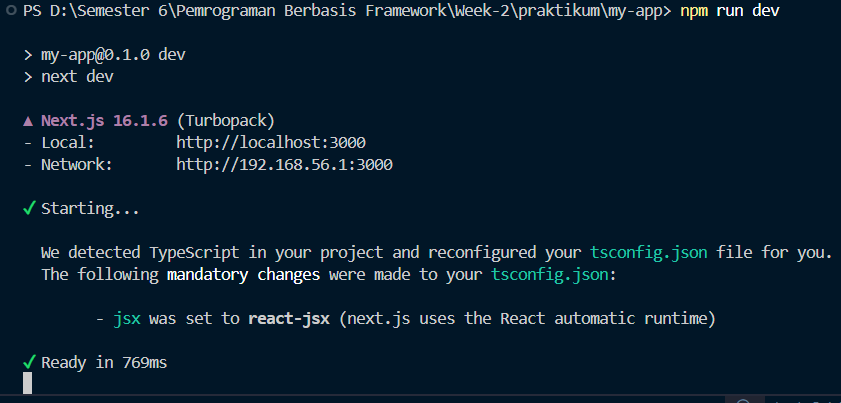 PS D:\Semester 6\Pemrograman Berbasis Framework\Week-2\praktikum\my-app> npm run dev
> my-app@0.1.0 dev
> next dev
▲ Next.js 16.1.6 (Turbopack)
- Local:         http://localhost:3000
- Network:       http://192.168.56.1:3000
✓ Starting...
We detected TypeScript in your project and reconfigured your tsconfig.json file for you.
The following mandatory changes were made to your tsconfig.json:
- jsx was set to react-jsx (next.js uses the React automatic runtime)
✓ Ready in 769ms